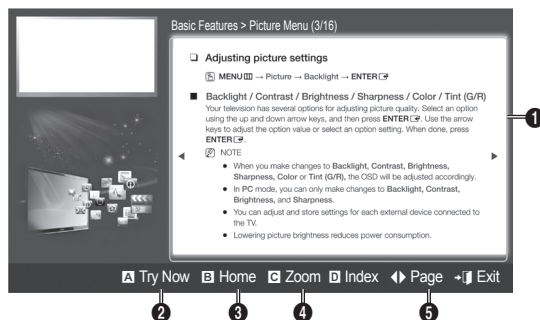 Basic Features > Picture Menu (3/16)
❑ Adjusting picture settings
MENU → Picture → Backlight → ENTER
■ Backlight / Contrast / Brightness / Sharpness / Color / Tint (G/R)
Your television has several options for adjusting picture quality. Select an option
using the up and down arrow keys, and then press ENTER. Use the arrow
keys to adjust the option value or select an option setting. When done, press
ENTER.
NOTE
● When you make changes to Backlight, Contrast, Brightness,
Sharpness, Color or Tint (G/R), the OSD will be adjusted accordingly.
● In PC mode, you can only make changes to Backlight, Contrast,
Brightness, and Sharpness.
● You can adjust and store settings for each external device connected to
the TV.
● Lowering picture brightness reduces power consumption.
◀ ▶
1
A Try Now B Home C Zoom D Index ◀▶ Page Exit
2 3 4 5